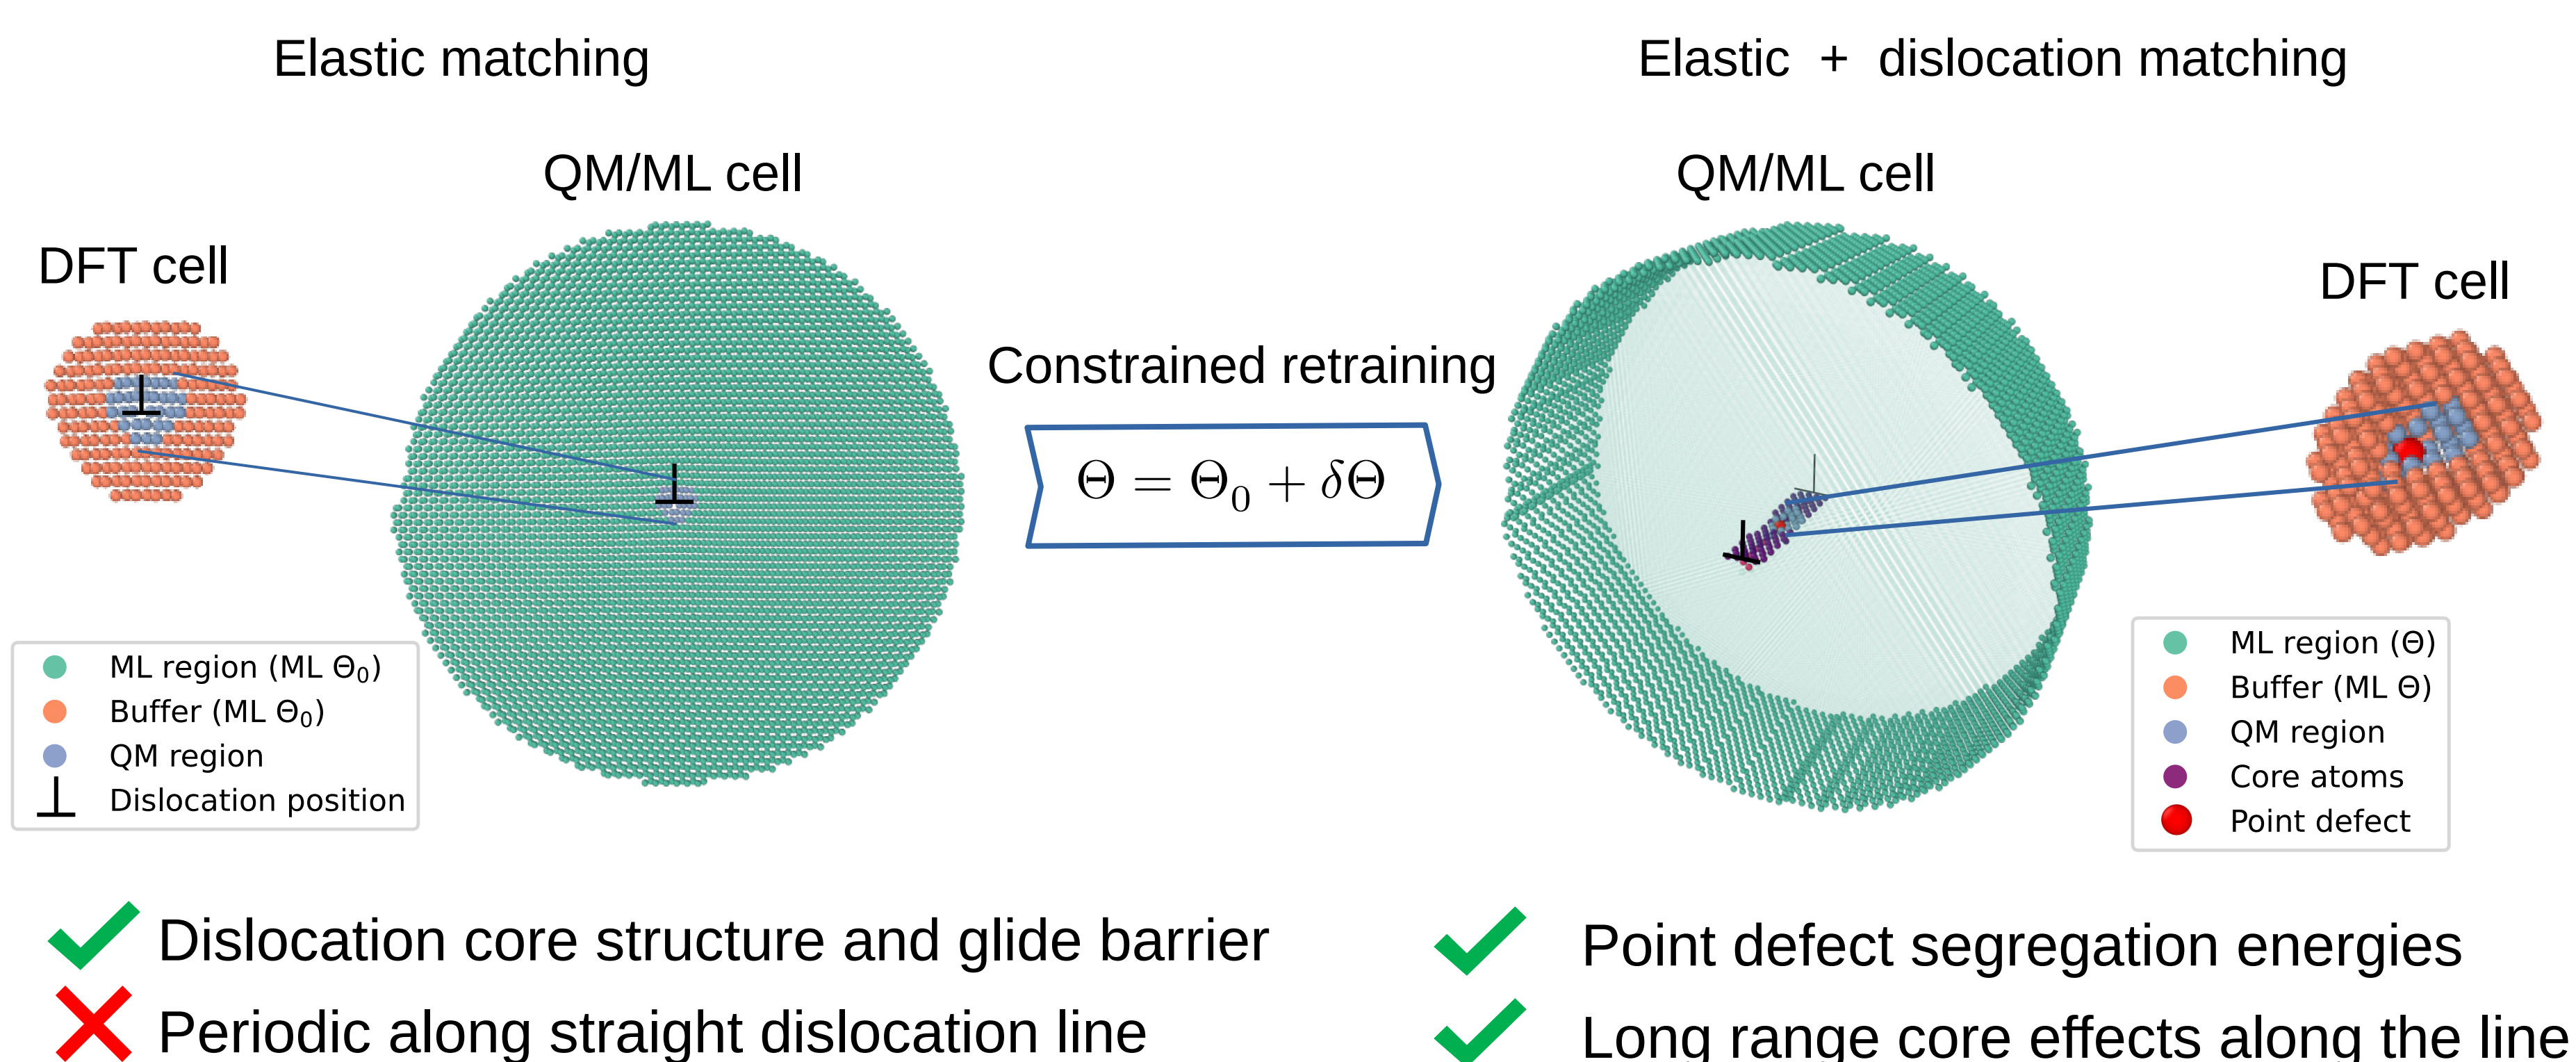 Elastic matching
Elastic + dislocation matching
QM/ML cell
QM/ML cell
DFT cell
DFT cell
Constrained retraining
Θ = Θ₀ + δΘ
ML region (ML Θ₀)
Buffer (ML Θ₀)
QM region
Dislocation position
ML region (Θ)
Buffer (ML Θ)
QM region
Core atoms
Point defect
Dislocation core structure and glide barrier
Periodic along straight dislocation line
Point defect segregation energies
Long range core effects along the line